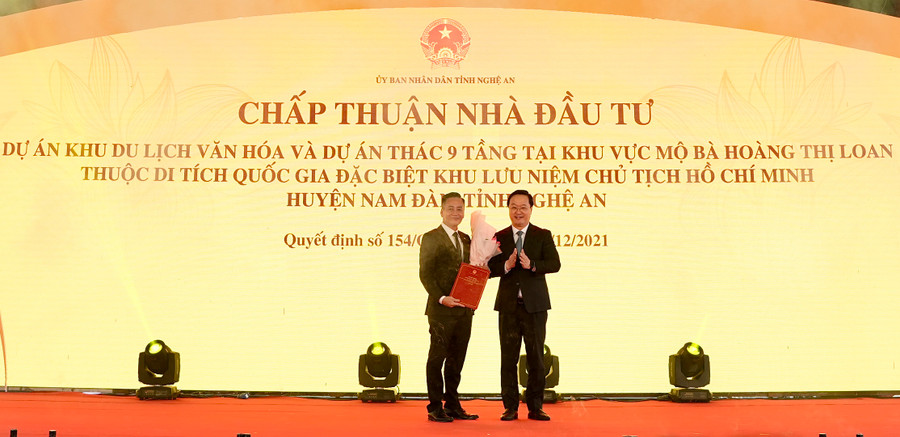 ỦY BAN NHÂN DÂN TỈNH NGHỆ AN
CHẤP THUẬN NHÀ ĐẦU TƯ
DỰ ÁN KHU DU LỊCH VĂN HÓA VÀ DỰ ÁN THÁC 9 TẦNG TẠI KHU VỰC MỘ BÀ HOÀNG THỊ LOAN
THUỘC DI TÍCH QUỐC GIA ĐẶC BIỆT KHU LƯU NIỆM CHỦ TỊCH HỒ CHÍ MINH
HUYỆN NAM ĐÀN TỈNH NGHỆ AN
Quyết định số 154/ /12/2021